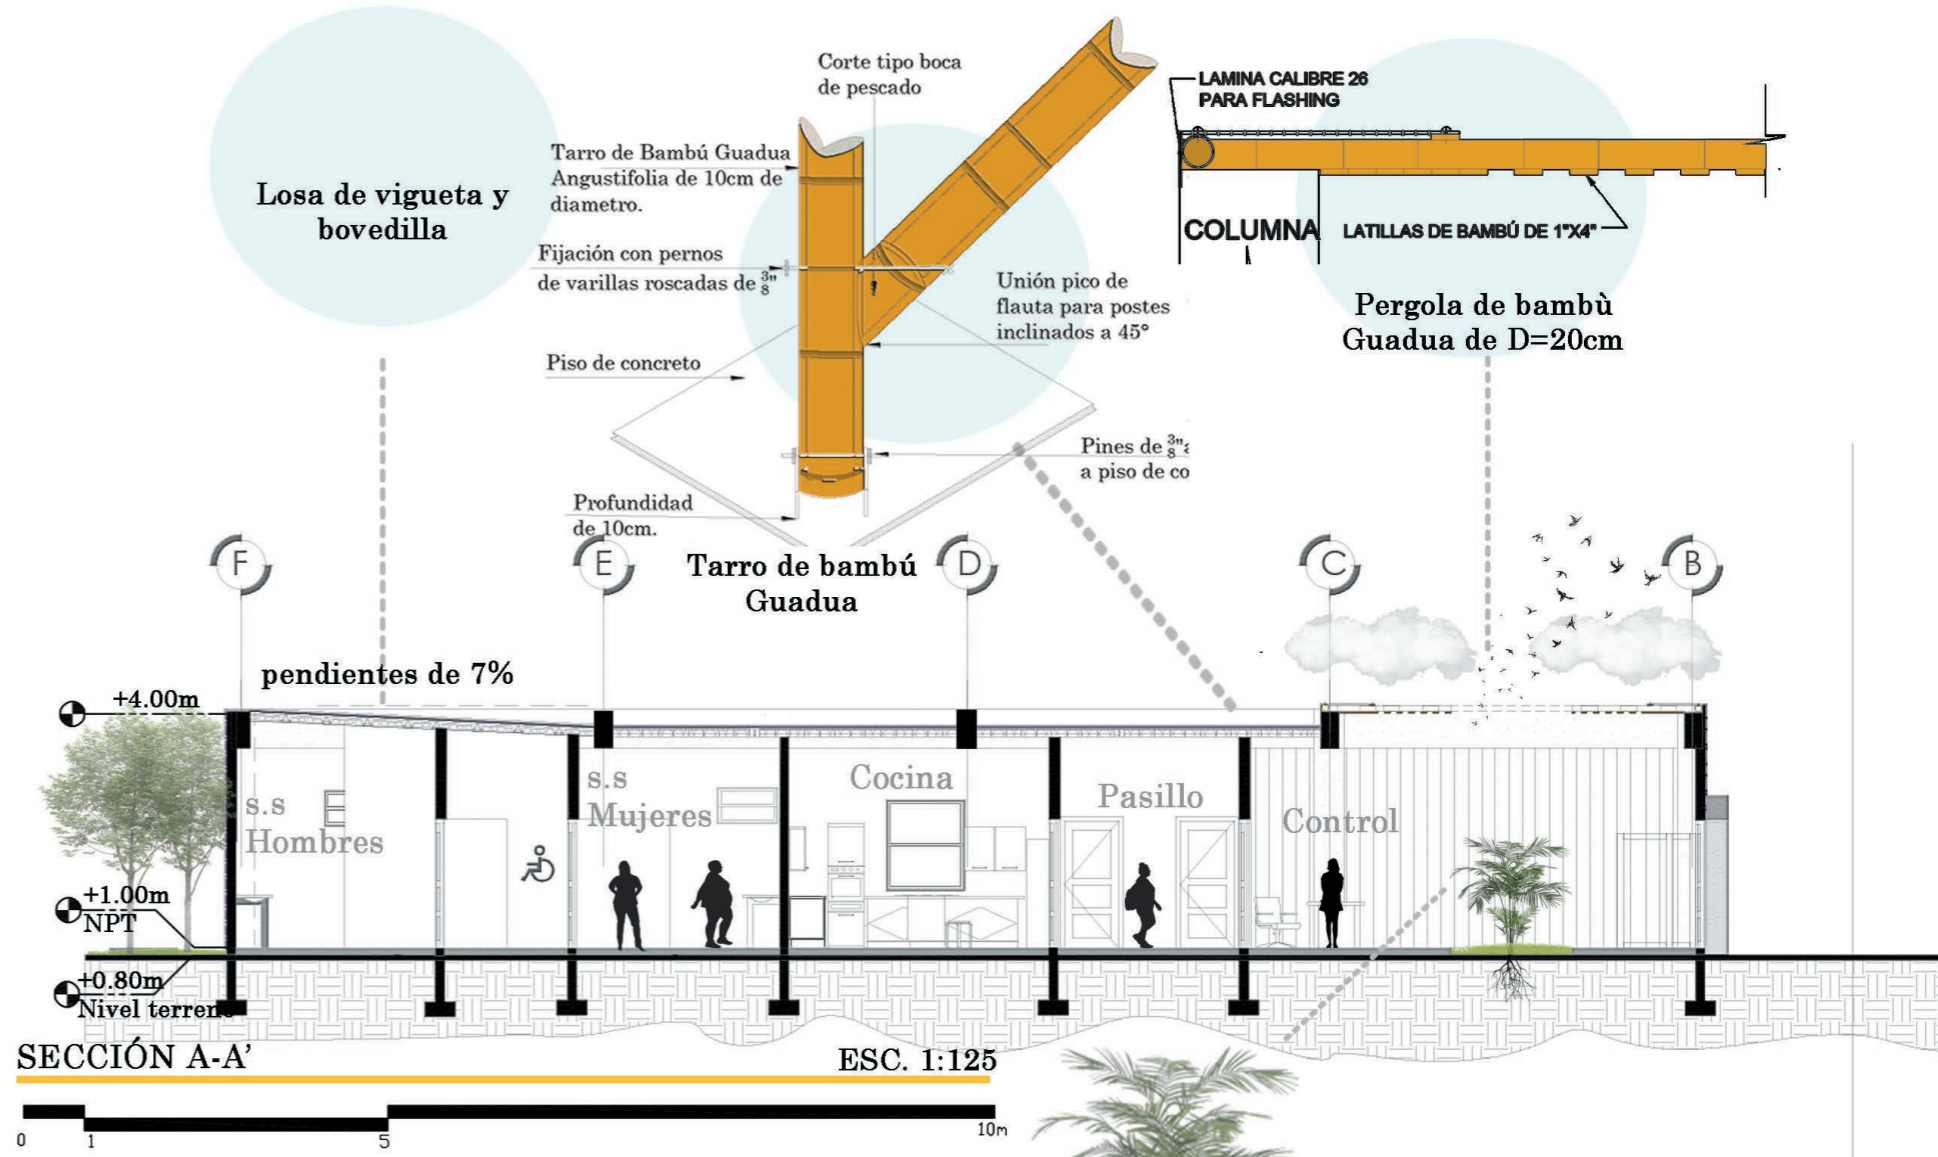 Corte tipo boca
de pescado
LAMINA CALIBRE 26
PARA FLASHING
Tarro de Bambú Guadua
Angustifolia de 10cm de
diametro.
Losa de vigueta y
bovedilla
COLUMNA
LATILLAS DE BAMBÚ DE 1"X4"
Fijación con pernos
de varillas roscadas de 3/8"
Unión pico de
flauta para postes
inclinados a 45°
Pergola de bambù
Guadua de D=20cm
Piso de concreto
Pines de 3/8"
a piso de co
Profundidad
de 10cm.
Tarro de bambú
Guadua
F
E
D
C
B
pendientes de 7%
+4.00m
s.s
Hombres
s.s
Mujeres
Cocina
Pasillo
Control
+1.00m
NPT
+0.80m
Nivel terreno
SECCIÓN A-A'
ESC. 1:125
0
1
5
10m